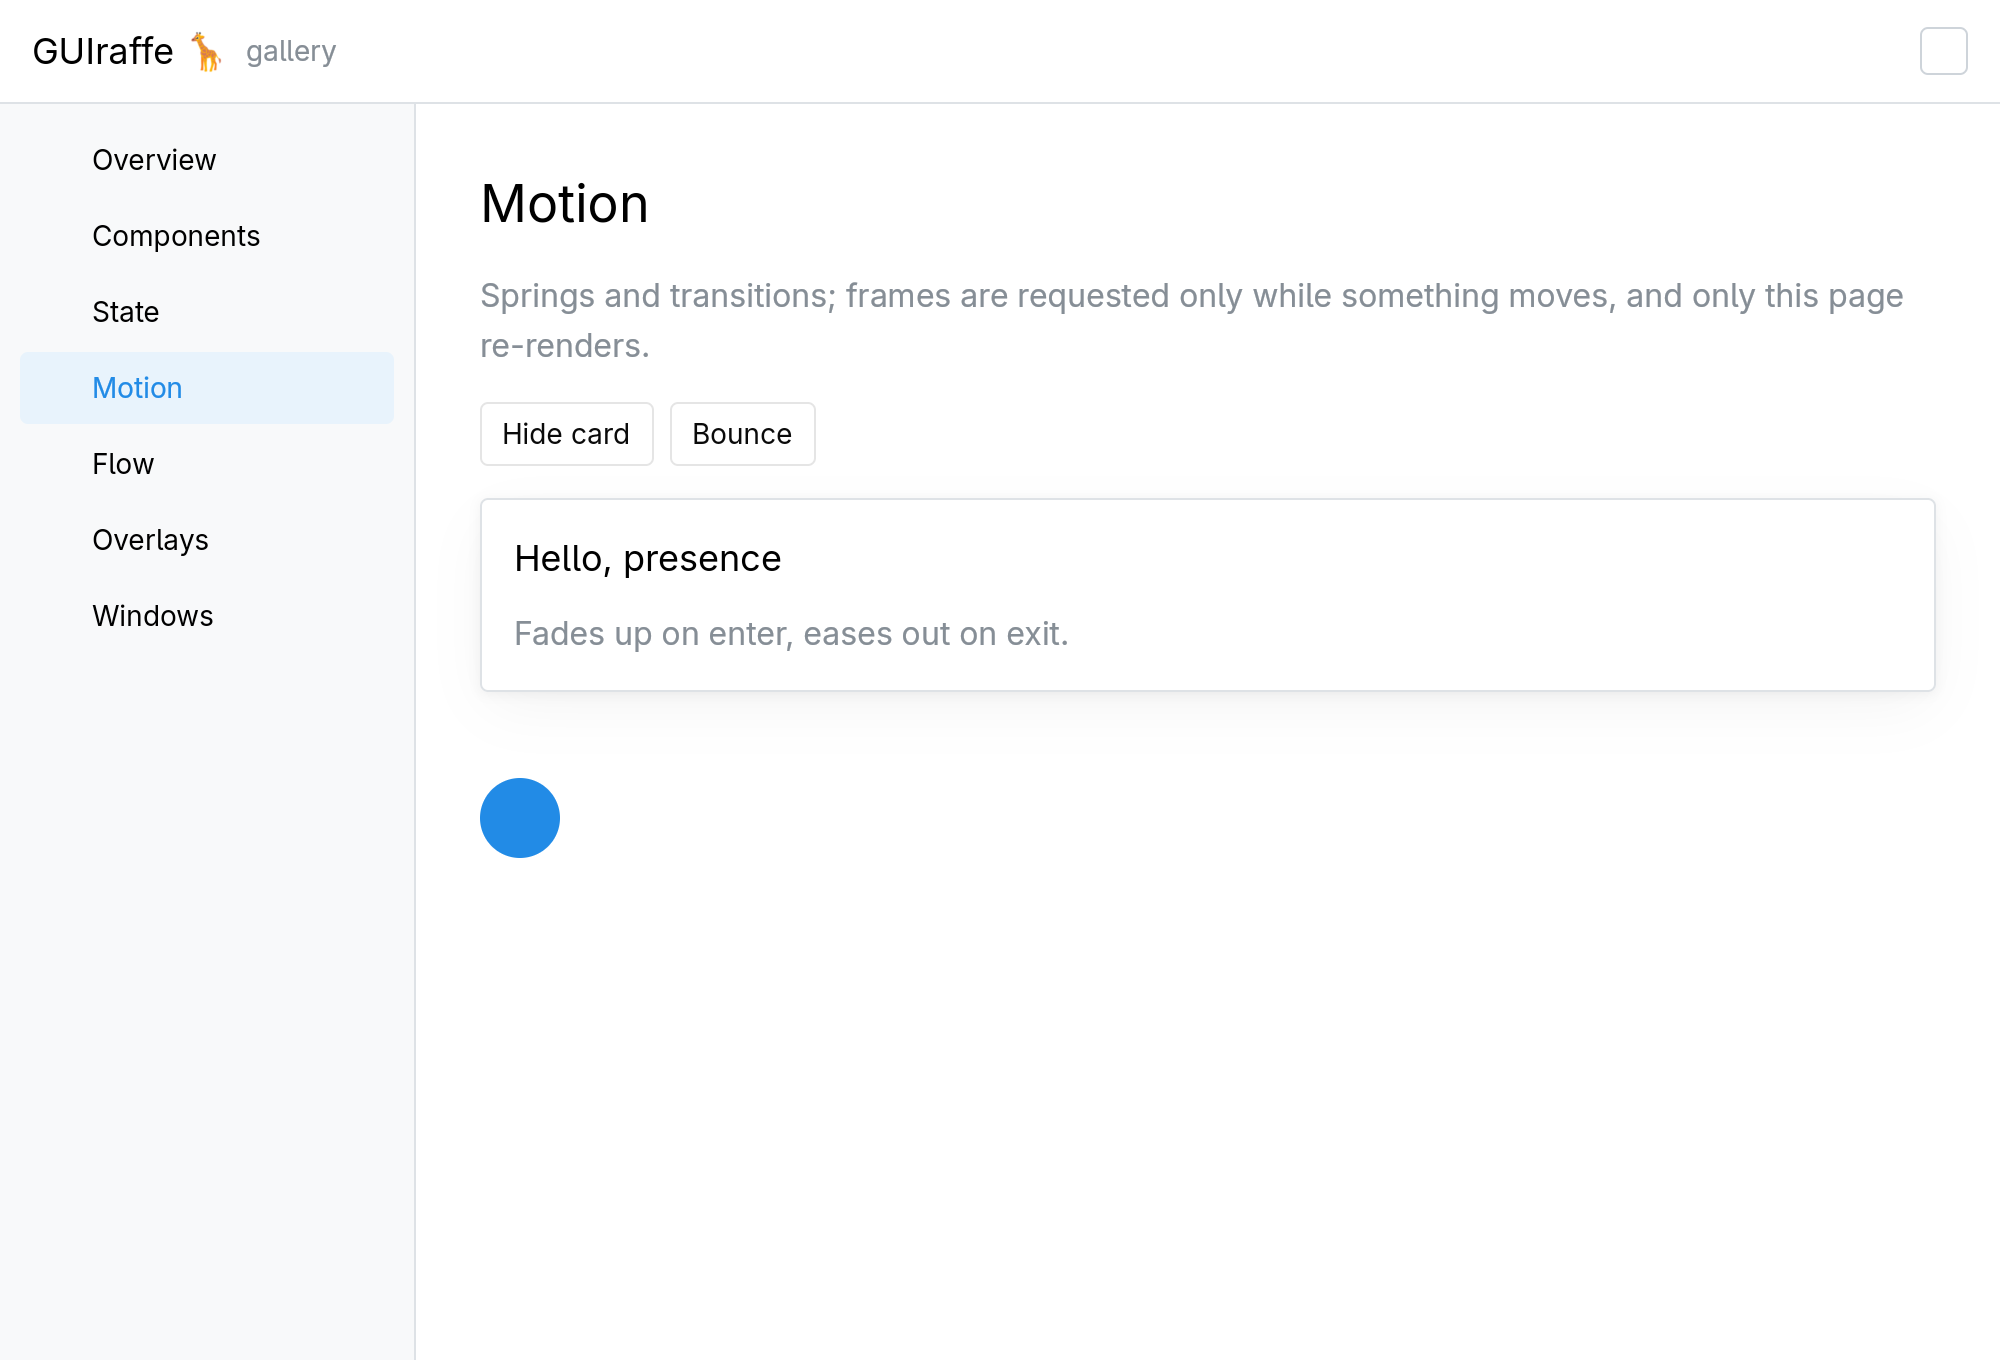 GUIraffe 🦒 gallery
Overview
Components
State
Motion
Flow
Overlays
Windows
Motion
Springs and transitions; frames are requested only while something moves, and only this page
re-renders.
Hide card
Bounce
Hello, presence
Fades up on enter, eases out on exit.